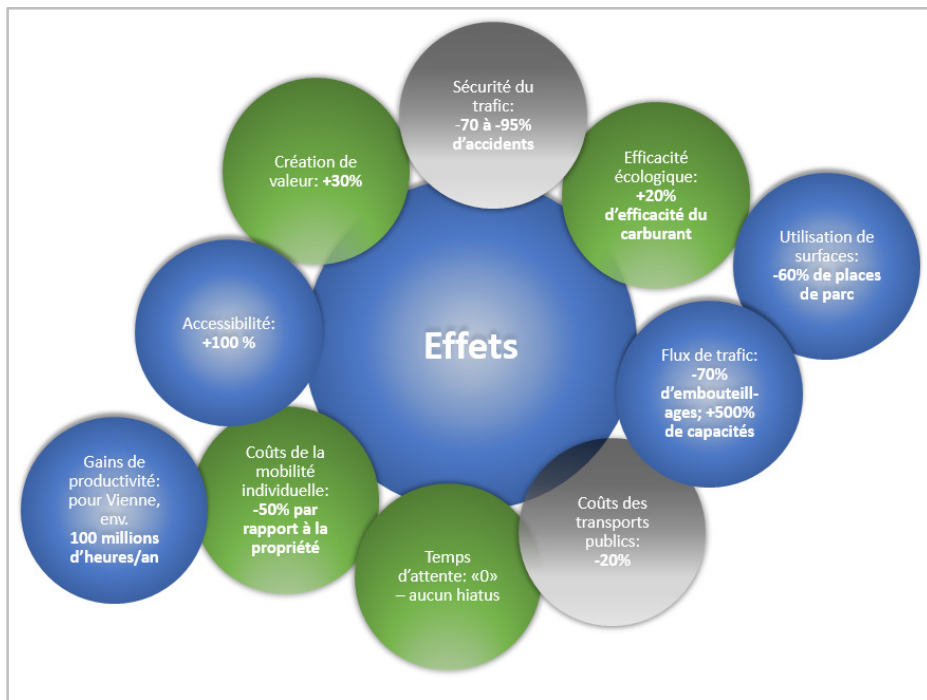 Sécurité du
trafic:
-70 à -95%
d’accidents
Création de
valeur: +30%
Efficacité
écologique:
+20%
d’efficacité du
carburant
Utilisation de
surfaces:
-60% de places
de parc
Accessibilité:
+100 %
Effets
Flux de trafic:
-70%
d’embouteill-
ages; +500%
de capacités
Gains de
productivité:
pour Vienne,
env.
100 millions
d’heures/an
Coûts de la
mobilité
individuelle:
-50% par
rapport à la
propriété
Temps
d’attente: «0»
– aucun hiatus
Coûts des
transports
publics:
-20%